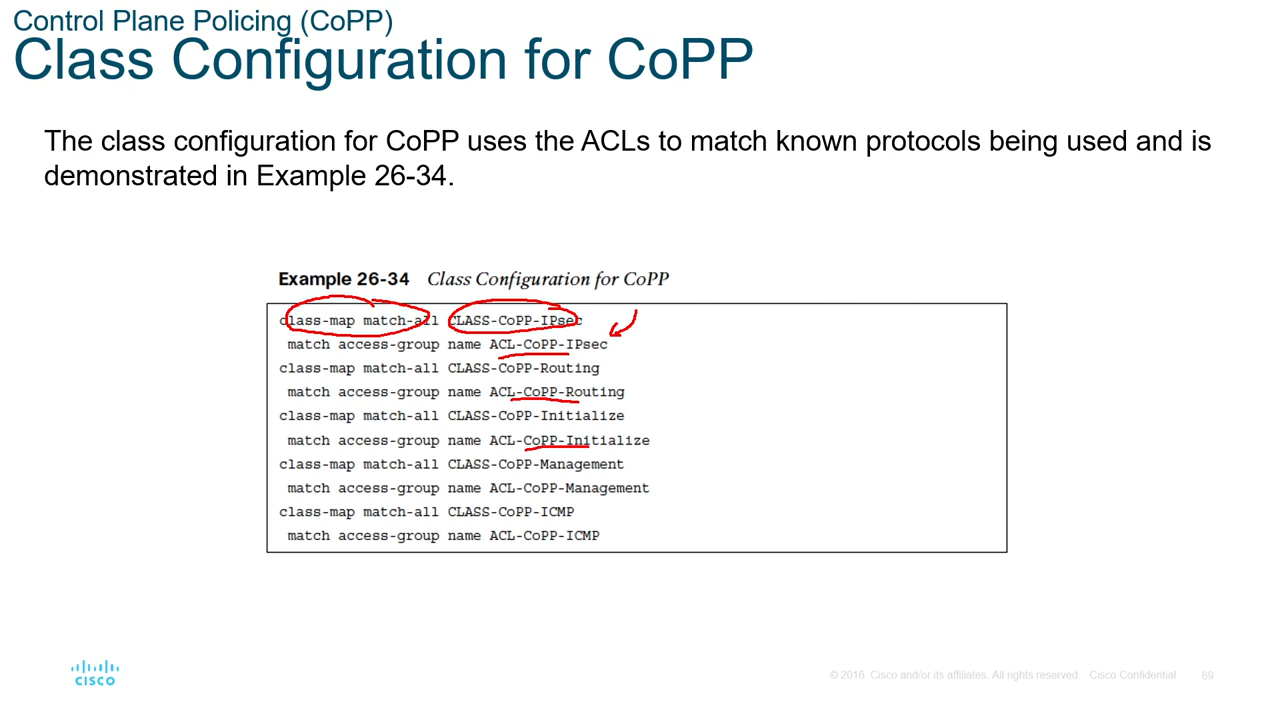 Control Plane Policing (CoPP)
Class Configuration for CoPP
The class configuration for CoPP uses the ACLs to match known protocols being used and is
demonstrated in Example 26-34.
Example 26-34 Class Configuration for CoPP
class-map match-all CLASS-CoPP-IPsec
match access-group name ACL-CoPP-IPsec
class-map match-all CLASS-CoPP-Routing
match access-group name ACL-CoPP-Routing
class-map match-all CLASS-CoPP-Initialize
match access-group name ACL-CoPP-Initialize
class-map match-all CLASS-CoPP-Management
match access-group name ACL-CoPP-Management
class-map match-all CLASS-CoPP-ICMP
match access-group name ACL-CoPP-ICMP
CISCO
© 2016 Cisco and/or its affiliates. All rights reserved. Cisco Confidential 69